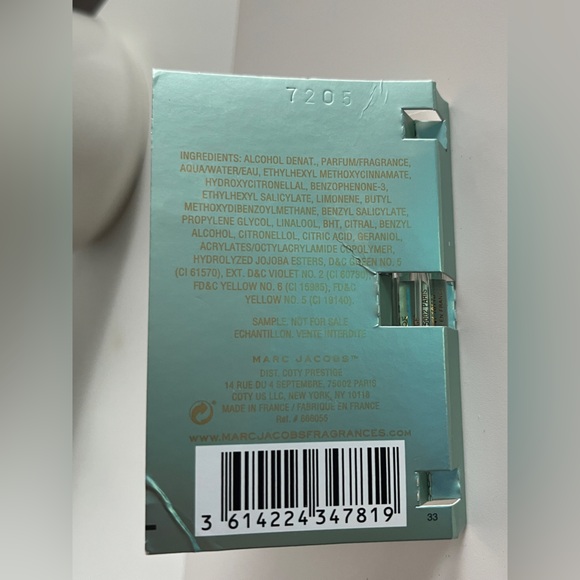 7205
INGREDIENTS: ALCOHOL DENAT., PARFUM/FRAGRANCE,
AQUA/WATER/EAU, ETHYLHEXYL METHOXYCINNAMATE,
HYDROXYCITRONELLAL, BENZOPHENONE-3,
ETHYLHEXYL SALICYLATE, LIMONENE, BUTYL
METHOXYDIBENZOYLMETHANE, BENZYL SALICYLATE,
PROPYLENE GLYCOL, LINALOOL, BHT, CITRAL, BENZYL
ALCOHOL, CITRONELLOL, CITRIC ACID, GERANIOL,
ACRYLATES/OCTYLACRYLAMIDE COPOLYMER,
HYDROLYZED JOJOBA ESTERS, D&C GREEN NO. 5
(CI 61570), EXT. D&C VIOLET NO. 2 (CI 60730),
FD&C YELLOW NO. 6 (CI 15985), FD&C
YELLOW NO. 5 (CI 19140).
SAMPLE. NOT FOR SALE
ECHANTILLON. VENTE INTERDITE
MARC JACOBS™
DIST. COTY PRESTIGE
14 RUE DU 4 SEPTEMBRE, 75002 PARIS
COTY US LLC, NEW YORK, NY 10118
MADE IN FRANCE / FABRIQUÉ EN FRANCE
Ref. #
WWW.MARCJACOBSFRAGRANCES.COM
3 614224 347819
33